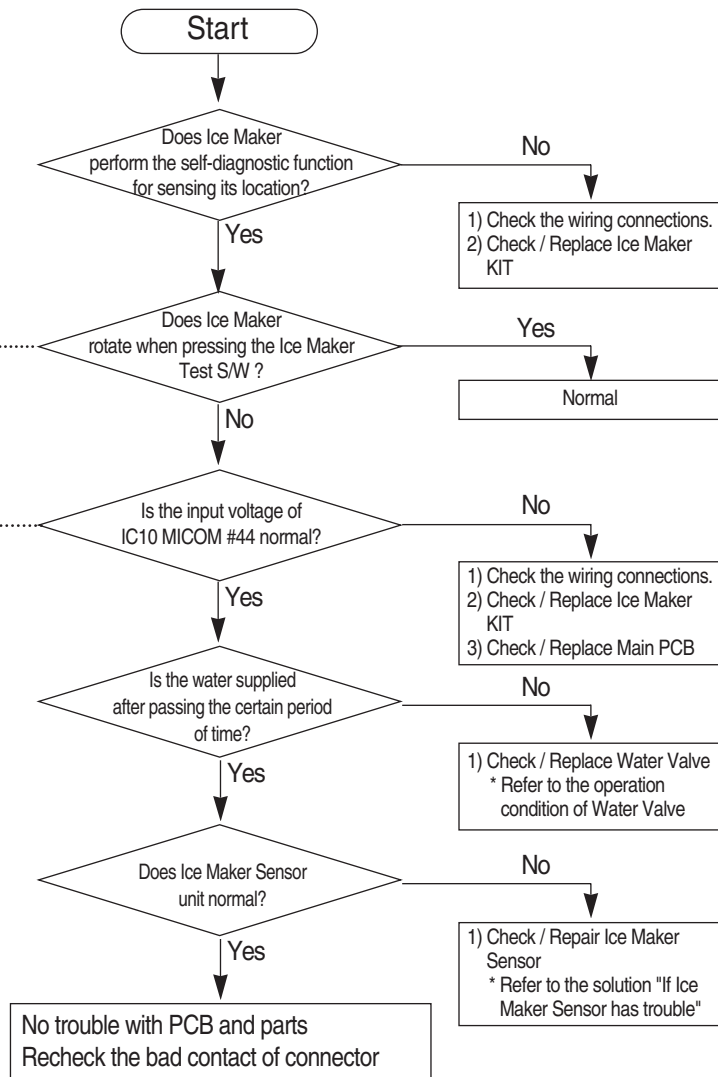 Start
Does Ice Maker
perform the self-diagnostic function
for sensing its location?
No
1) Check the wiring connections.
2) Check / Replace Ice Maker
KIT
Yes
Does Ice Maker
rotate when pressing the Ice Maker
Test S/W ?
Yes
Normal
No
Is the input voltage of
IC10 MICOM #44 normal?
No
1) Check the wiring connections.
2) Check / Replace Ice Maker
KIT
3) Check / Replace Main PCB
Yes
Is the water supplied
after passing the certain period
of time?
No
1) Check / Replace Water Valve
* Refer to the operation
condition of Water Valve
Yes
Does Ice Maker Sensor
unit normal?
No
1) Check / Repair Ice Maker
Sensor
* Refer to the solution "If Ice
Maker Sensor has trouble"
Yes
No trouble with PCB and parts
Recheck the bad contact of connector